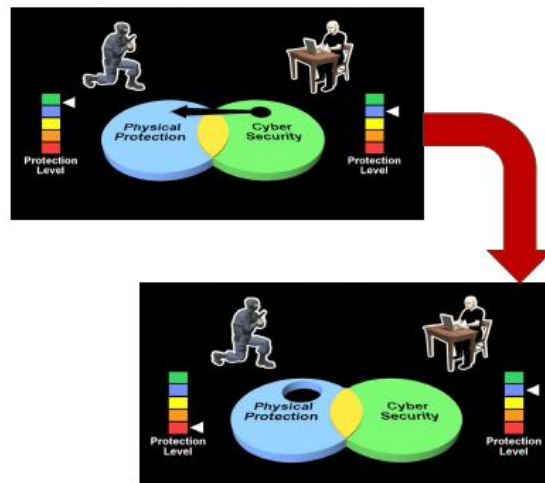 Physical
Protection
Cyber
Security
Protection
Level
Protection
Level
Physical
Protection
Cyber
Security
Protection
Level
Protection
Level